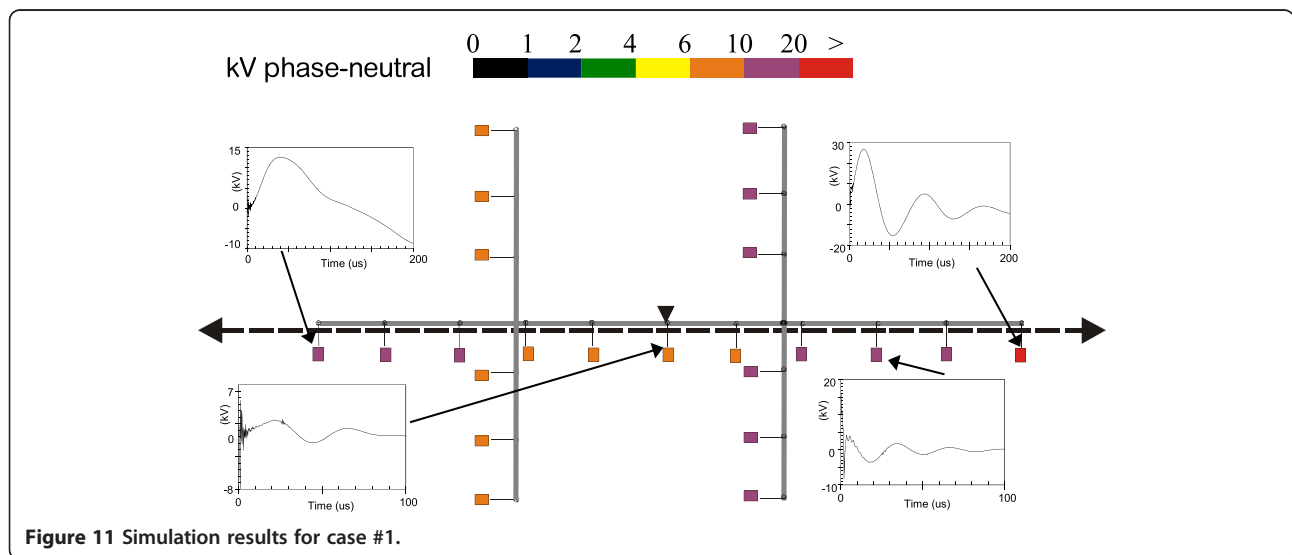 0 1 2 4 6 10 20 >
kV phase-neutral
15
(kV)
0
-10
0
200
Time (us)
30
(kV)
0
-20
0
200
Time (us)
7
(kV)
0
-8
0
100
Time (us)
20
(kV)
0
-10
0
100
Time (us)
Figure 11 Simulation results for case #1.